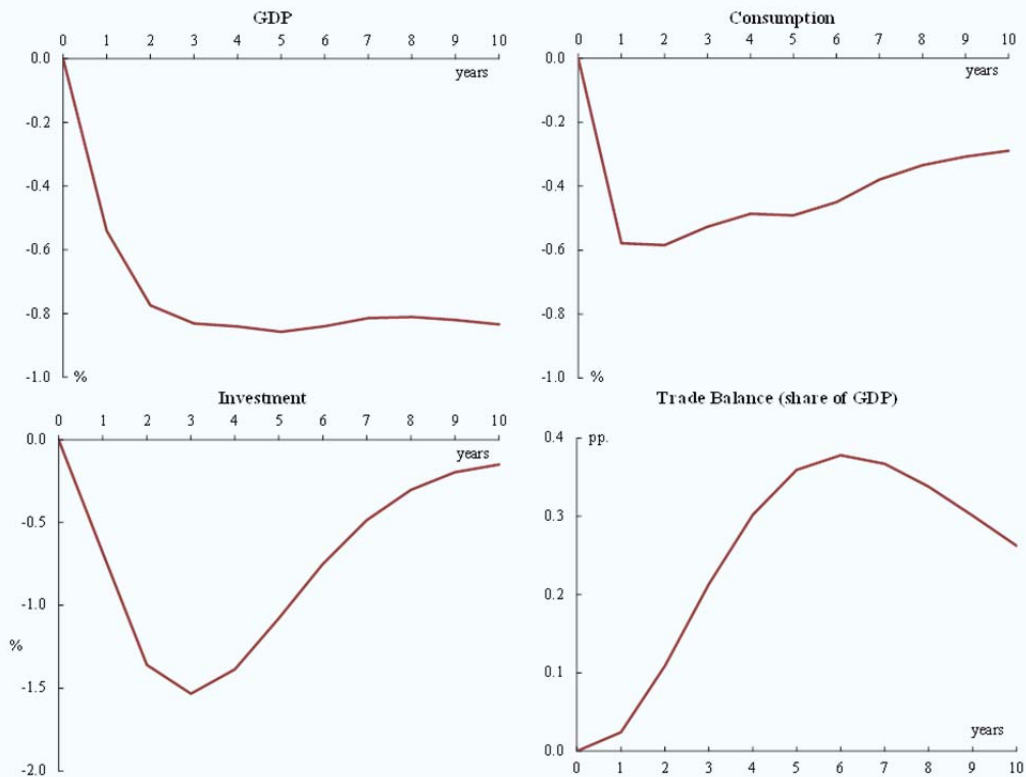 GDP
0 1 2 3 4 5 6 7 8 9 10
years
0.0
-0.2
-0.4
-0.6
-0.8
-1.0
%
Consumption
0 1 2 3 4 5 6 7 8 9 10
years
0.0
-0.2
-0.4
-0.6
-0.8
-1.0
%
Investment
0 1 2 3 4 5 6 7 8 9 10
years
0.0
-0.5
-1.0
%
-1.5
-2.0
Trade Balance (share of GDP)
pp.
0.4
0.3
0.2
0.1
0.0
years
0 1 2 3 4 5 6 7 8 9 10